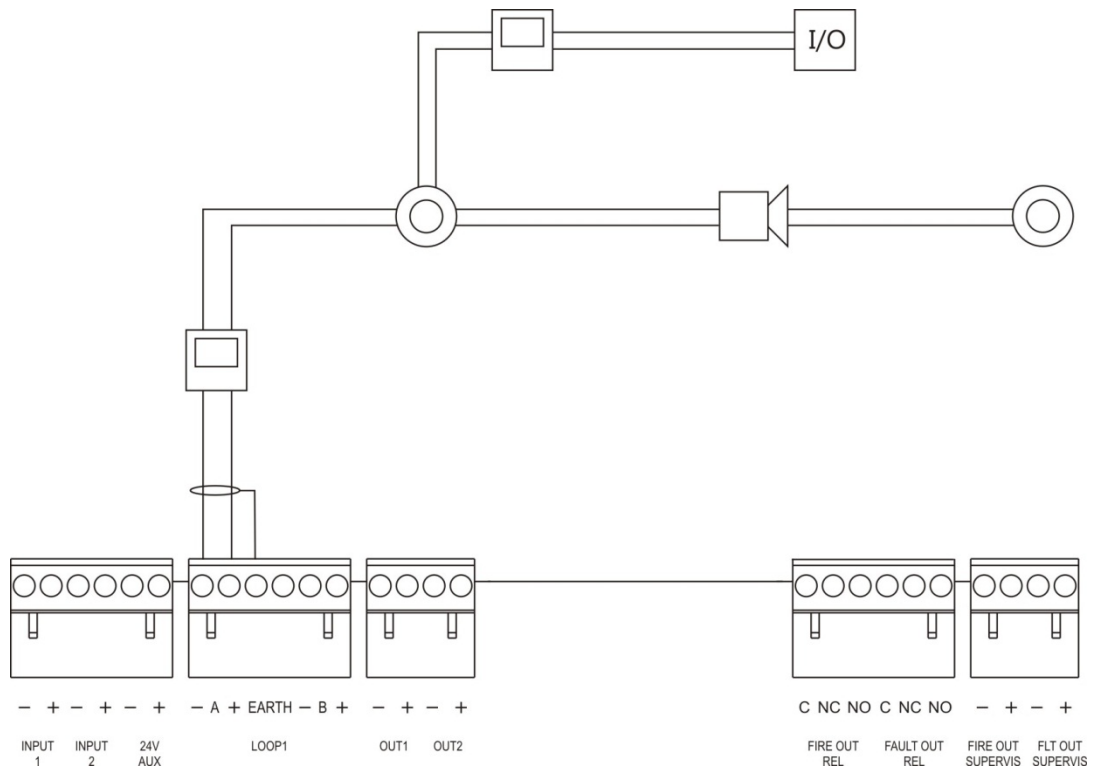 I/O
− + − + − + − A + EARTH − B + − + − + C NC NO C NC NO − + − +
INPUT INPUT 24V LOOP1 OUT1 OUT2 FIRE OUT FAULT OUT FIRE OUT FLT OUT
1 2 AUX REL REL SUPERVIS SUPERVIS